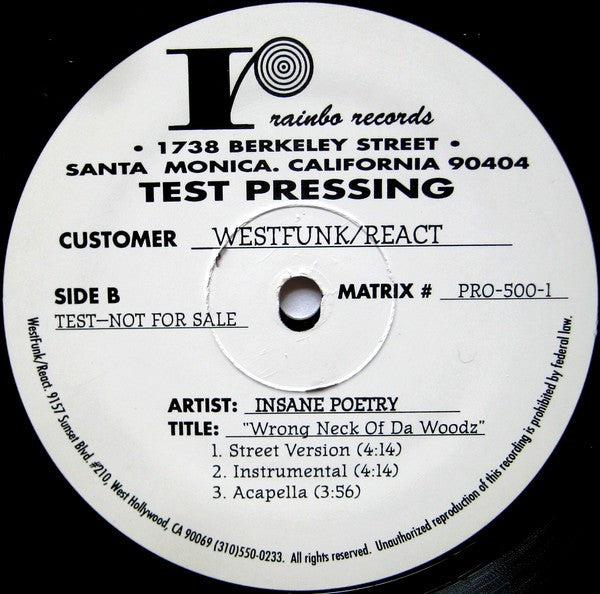 r
rainbo records
• 1738 BERKELEY STREET •
SANTA MONICA. CALIFORNIA 90404
TEST PRESSING
CUSTOMER WESTFUNK/REACT
SIDE B
MATRIX # PRO-500-1
TEST—NOT FOR SALE
ARTIST: INSANE POETRY
TITLE: "Wrong Neck Of Da Woodz"
1. Street Version (4:14)
2. Instrumental (4:14)
3. Acapella (3:56)
WestFunk/React. 9157 Sunset Blvd. #210, West Hollywood, CA 90069 (310)550-0233. All rights reserved. Unauthorized reproduction of this recording is prohibited by federal law.